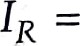 I_R =